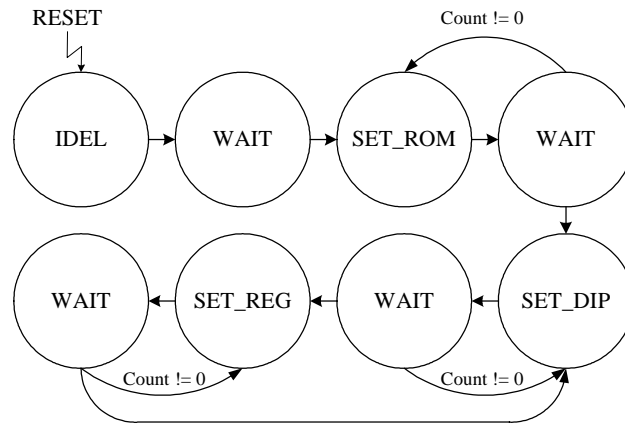 RESET
Count != 0
IDEL
WAIT
SET_ROM
WAIT
WAIT
SET_REG
WAIT
SET_DIP
Count != 0
Count != 0